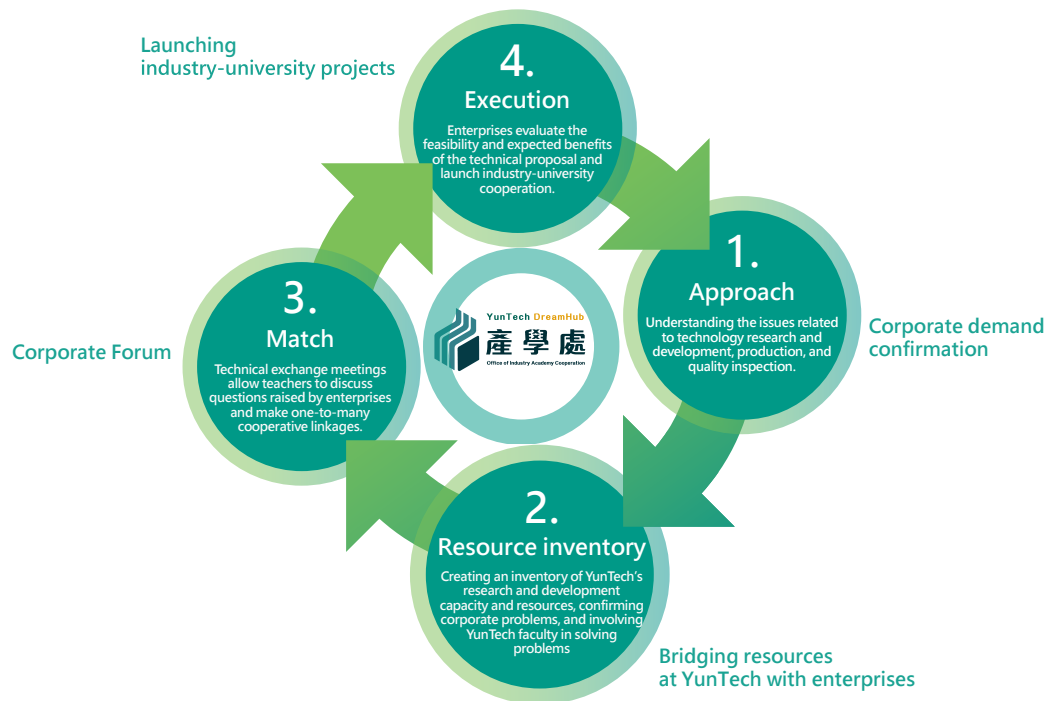 Launching
industry-university projects
4.
Execution
Enterprises evaluate the
feasibility and expected benefits
of the technical proposal and
launch industry-university
cooperation.
1.
Approach
Understanding the issues related
to technology research and
development, production, and
quality inspection.
Corporate demand
confirmation
2.
Resource inventory
Creating an inventory of YunTech's
research and development
capacity and resources, confirming
corporate problems, and involving
YunTech faculty in solving
problems
Bridging resources
at YunTech with enterprises
3.
Match
Technical exchange meetings
allow teachers to discuss
questions raised by enterprises
and make one-to-many
cooperative linkages.
Corporate Forum
YunTech DreamHub
產學處
Office of Industry Academy Cooperation